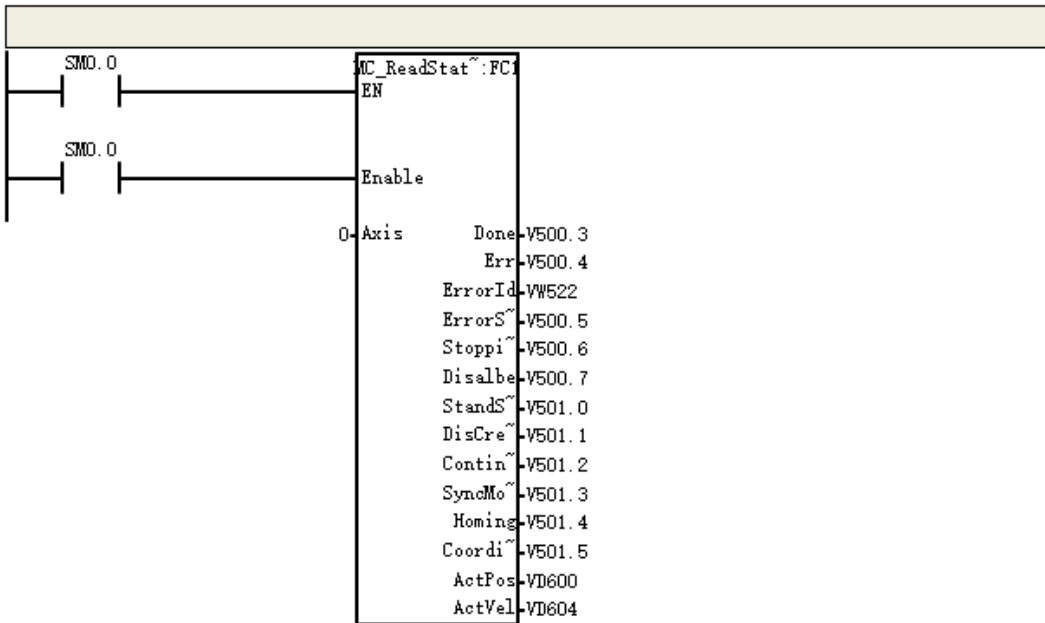 SM0.0
MC_ReadStat~:FC1
EN
SM0.0
Enable
0 Axis Done V500.3
Err V500.4
ErrorId VW522
ErrorS~ V500.5
Stoppi~ V500.6
Disalbe V500.7
StandS~ V501.0
DisCre~ V501.1
Contin~ V501.2
SyncMo~ V501.3
Homing V501.4
Coordi~ V501.5
ActPos VD600
ActVel VD604